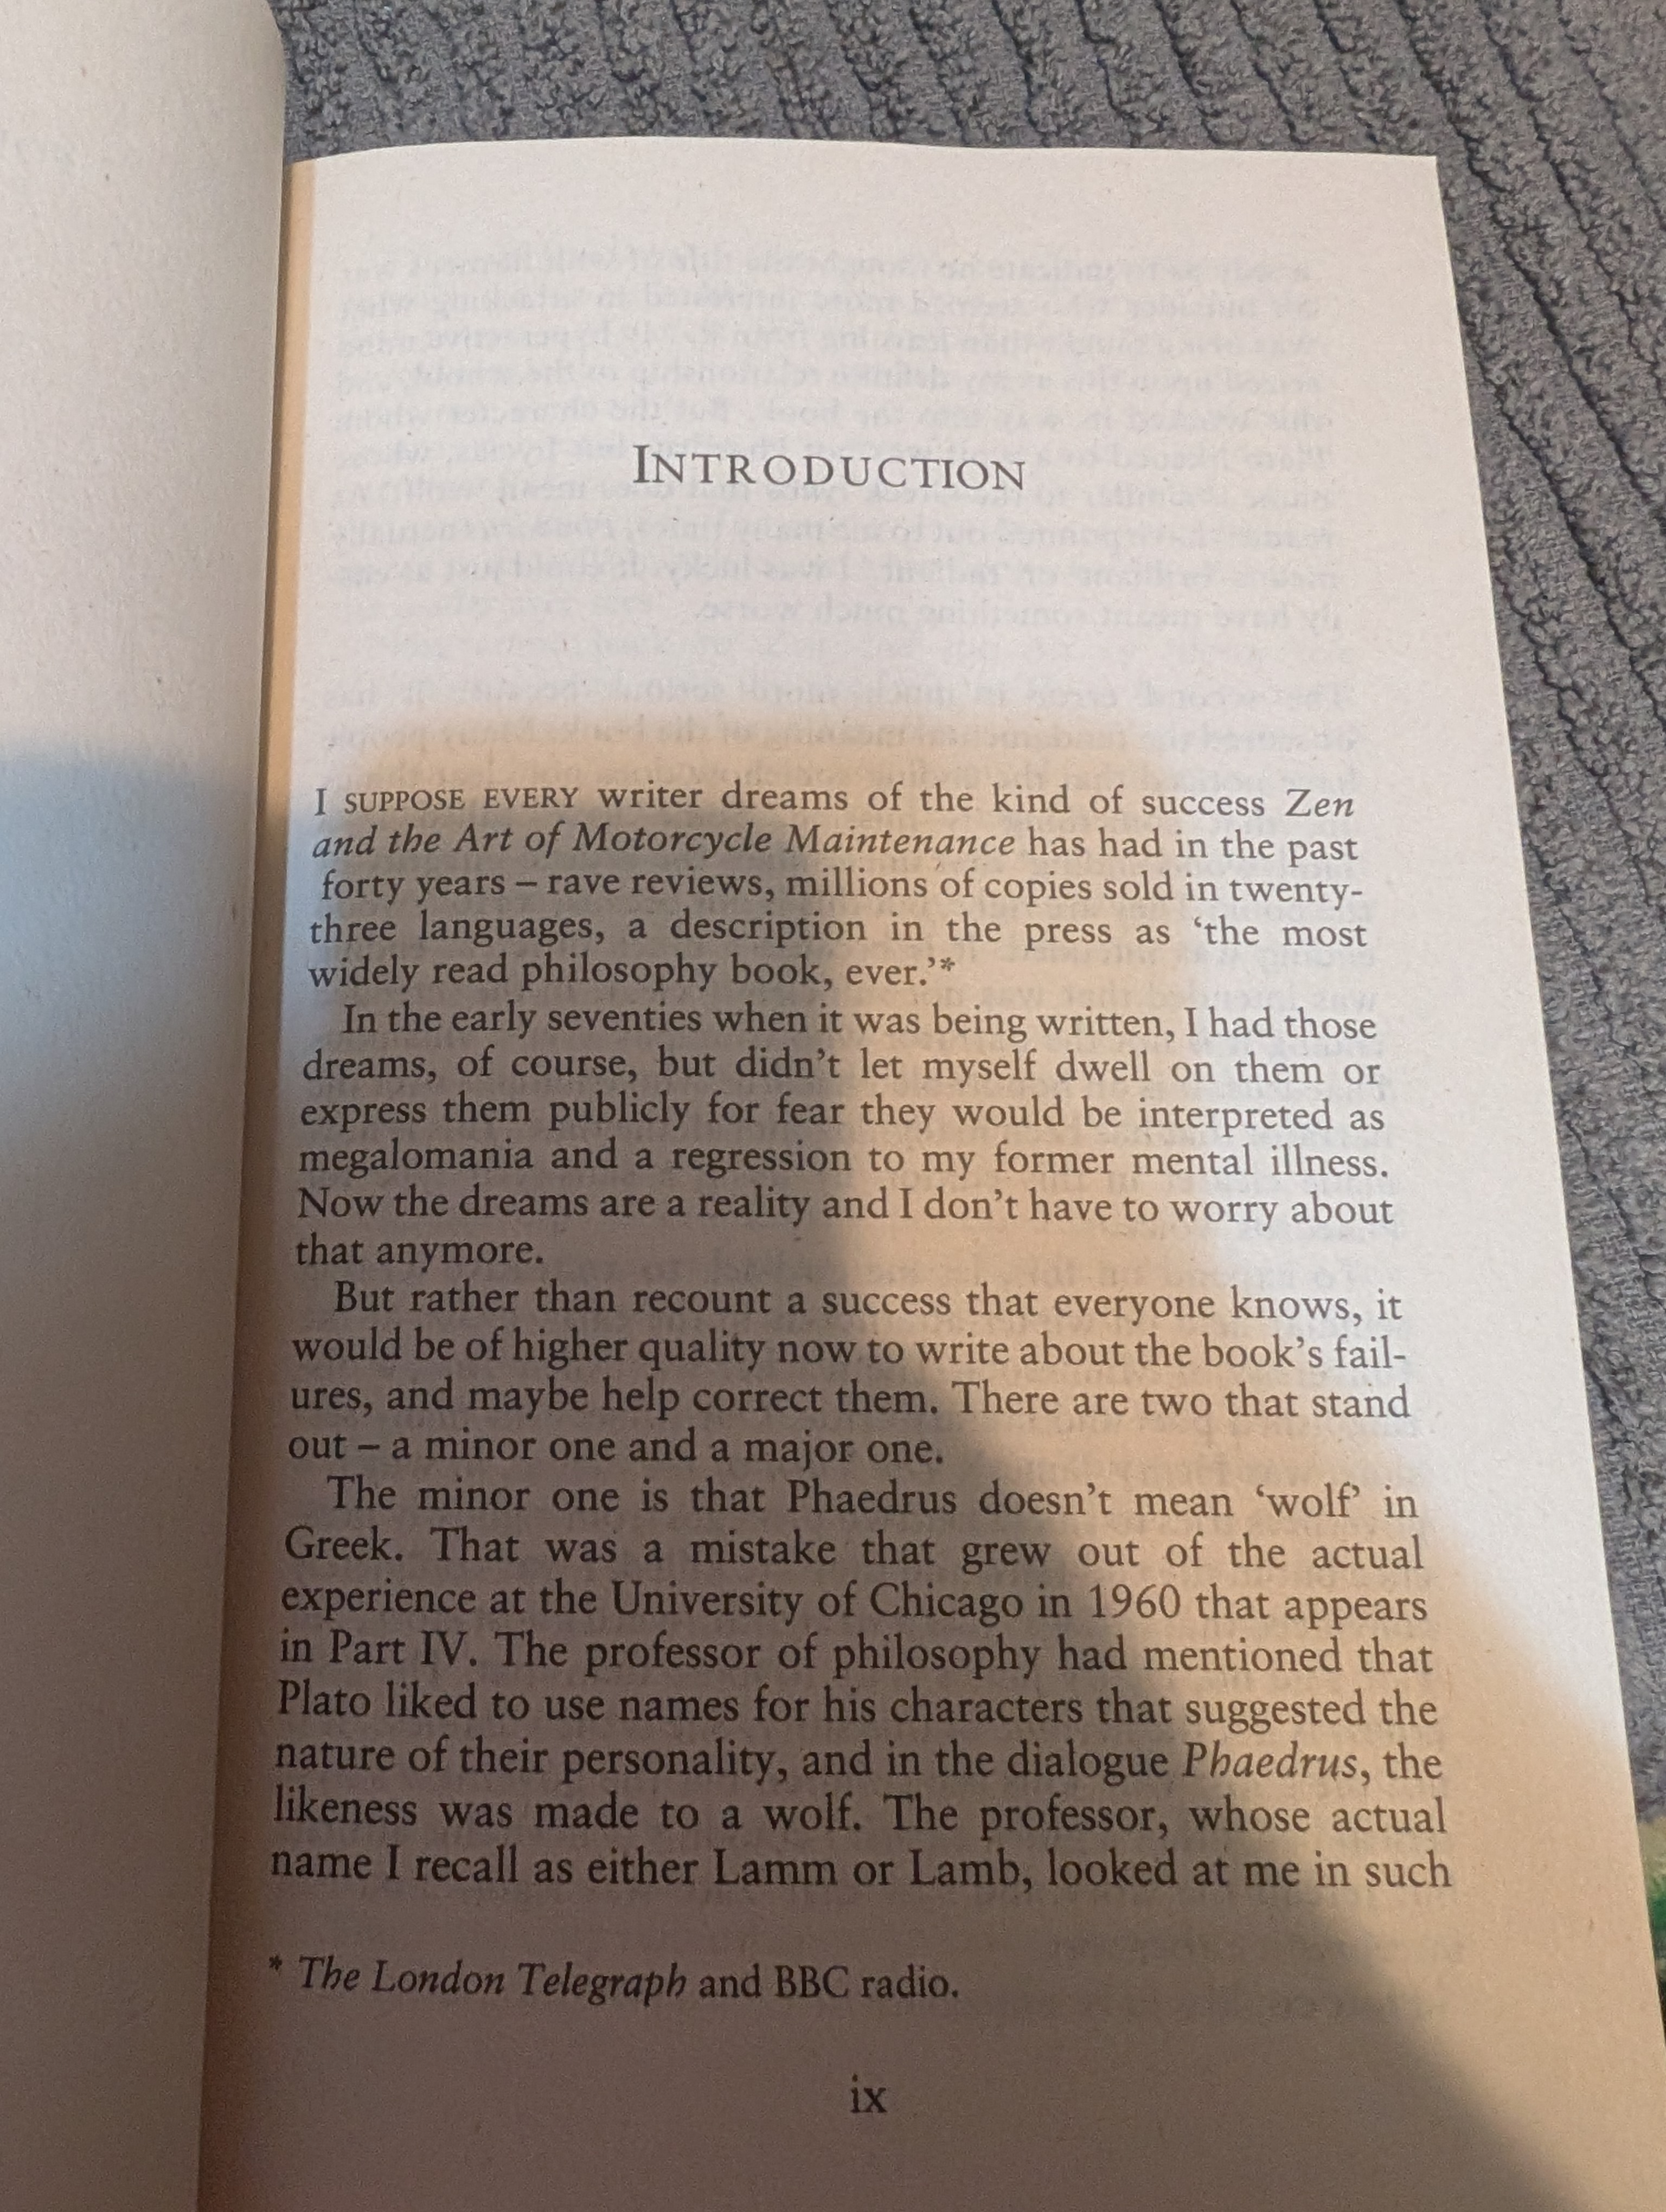 INTRODUCTION
I SUPPOSE EVERY writer dreams of the kind of success Zen
and the Art of Motorcycle Maintenance has had in the past
forty years – rave reviews, millions of copies sold in twenty-
three languages, a description in the press as ‘the most
widely read philosophy book, ever.’*
In the early seventies when it was being written, I had those
dreams, of course, but didn’t let myself dwell on them or
express them publicly for fear they would be interpreted as
megalomania and a regression to my former mental illness.
Now the dreams are a reality and I don’t have to worry about
that anymore.
But rather than recount a success that everyone knows, it
would be of higher quality now to write about the book’s fail-
ures, and maybe help correct them. There are two that stand
out – a minor one and a major one.
The minor one is that Phaedrus doesn’t mean ‘wolf’ in
Greek. That was a mistake that grew out of the actual
experience at the University of Chicago in 1960 that appears
in Part IV. The professor of philosophy had mentioned that
Plato liked to use names for his characters that suggested the
nature of their personality, and in the dialogue Phaedrus, the
likeness was made to a wolf. The professor, whose actual
name I recall as either Lamm or Lamb, looked at me in such
* The London Telegraph and BBC radio.
ix